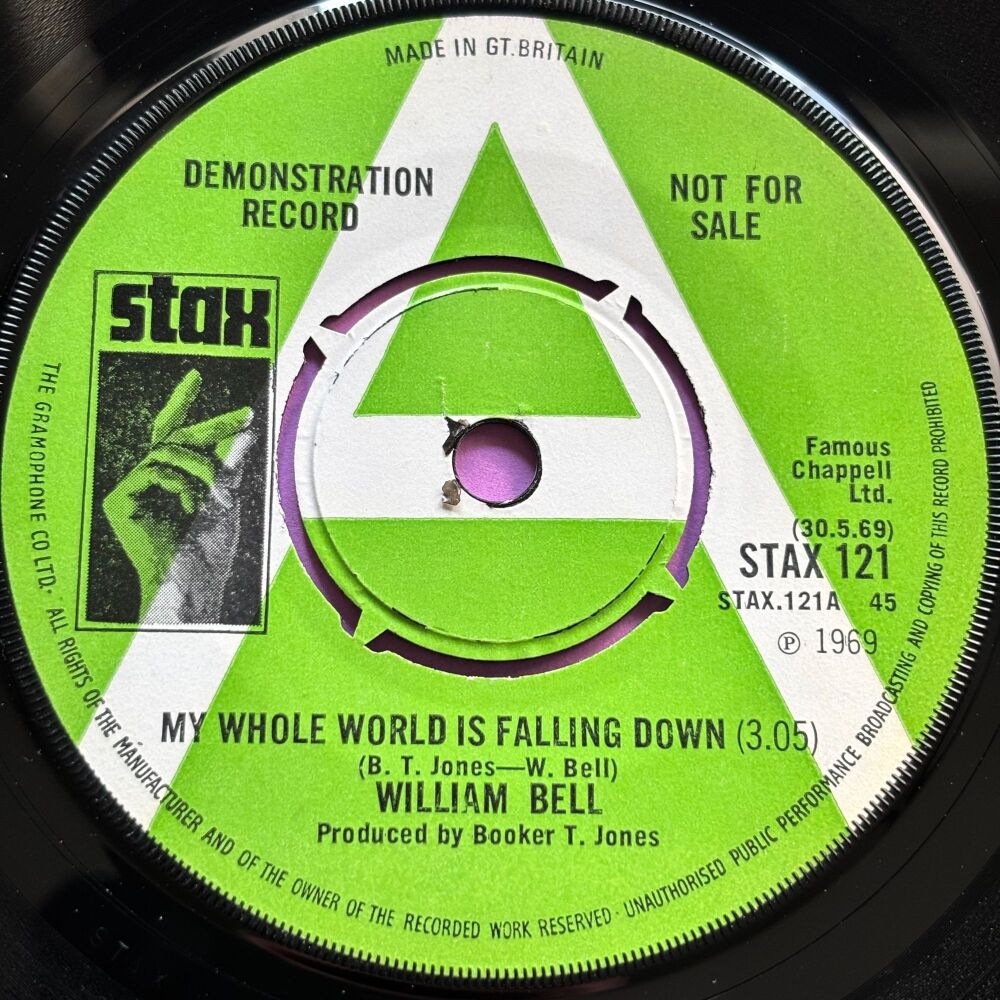 MADE IN GT. BRITAIN
DEMONSTRATION
RECORD
NOT FOR
SALE
stax
Famous
Chappell
Ltd.
(30.5.69)
STAX 121
STAX.121A 45
℗ 1969
MY WHOLE WORLD IS FALLING DOWN (3.05)
(B. T. Jones—W. Bell)
WILLIAM BELL
Produced by Booker T. Jones
THE GRAMOPHONE CO LTD. · ALL RIGHTS OF THE MANUFACTURER AND OF THE OWNER OF THE RECORDED WORK RESERVED · UNAUTHORISED PUBLIC PERFORMANCE BROADCASTING AND COPYING OF THIS RECORD PROHIBITED
STAX